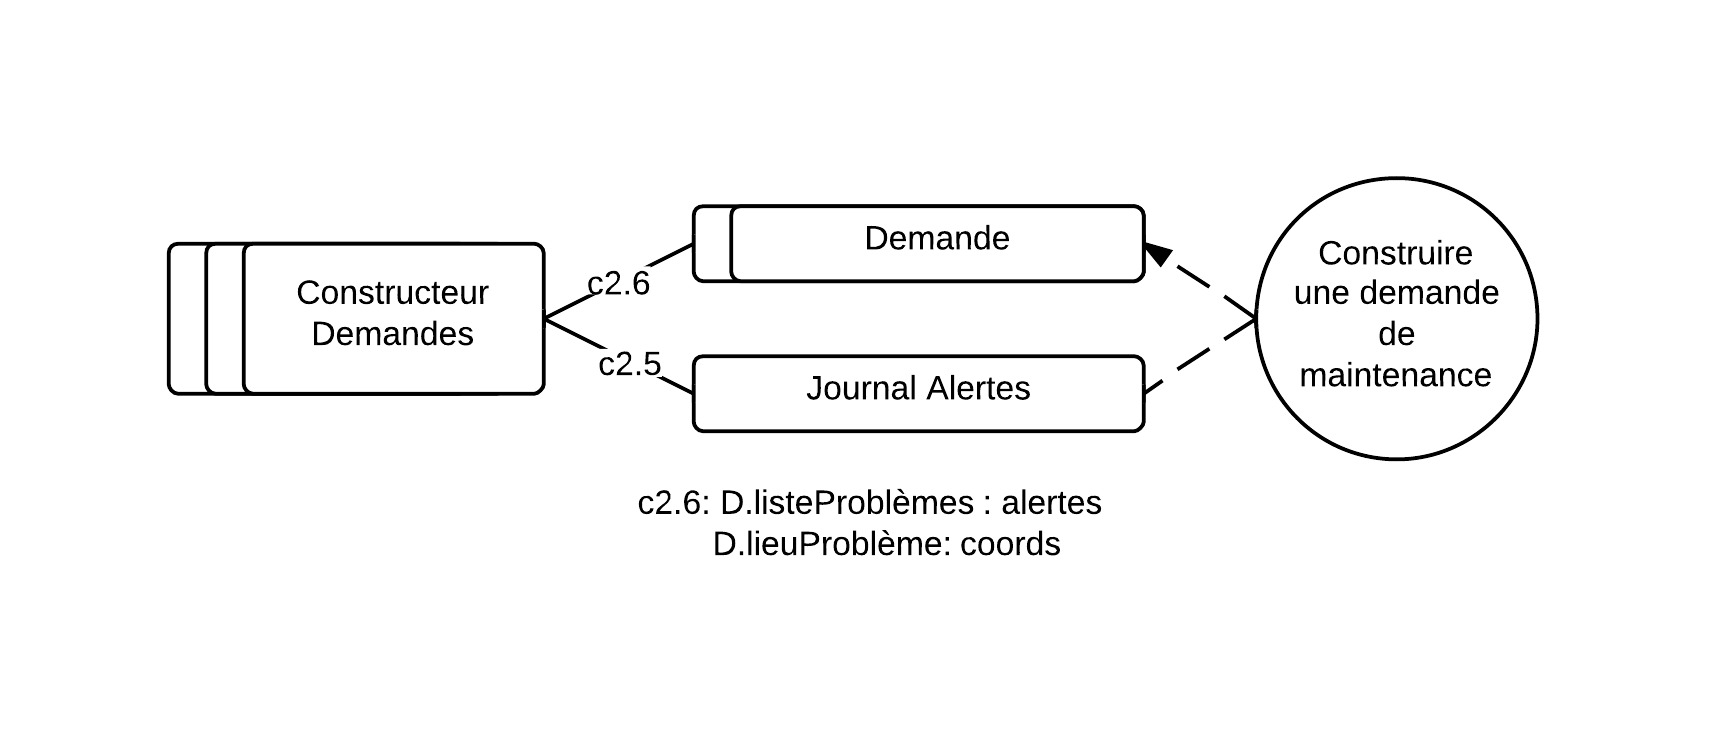 Constructeur
Demandes
c2.6
c2.5
Demande
Journal Alertes
Construire
une demande
de
maintenance
c2.6: D.listeProblèmes : alertes
D.lieuProblème: coords